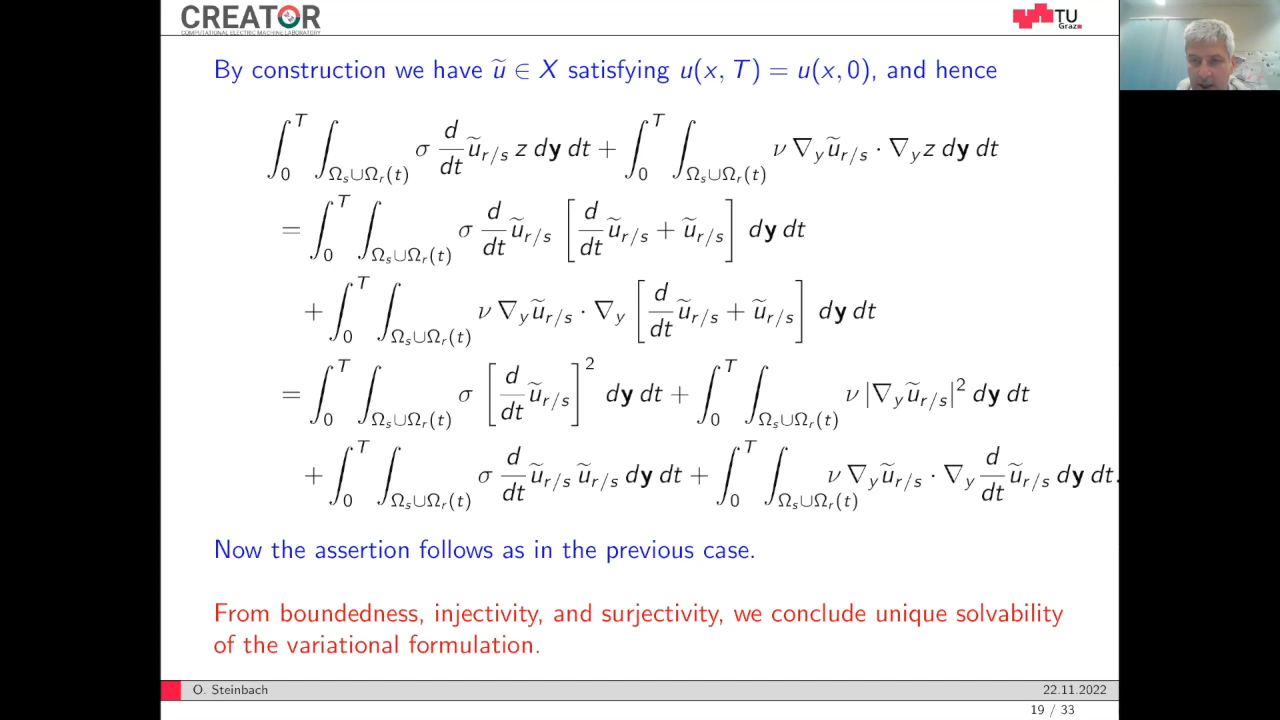 CREATOR
COMPUTATIONAL ELECTRIC MACHINE LABORATORY
TU
Graz
By construction we have ũ ∈ X satisfying u(x, T) = u(x, 0), and hence
∫_0^T ∫_{Ω_s∪Ω_r(t)} σ d/dt ũ_{r/s} z d𝐲 dt + ∫_0^T ∫_{Ω_s∪Ω_r(t)} ν ∇_y ũ_{r/s} · ∇_y z d𝐲 dt
= ∫_0^T ∫_{Ω_s∪Ω_r(t)} σ d/dt ũ_{r/s} [d/dt ũ_{r/s} + ũ_{r/s}] d𝐲 dt
+ ∫_0^T ∫_{Ω_s∪Ω_r(t)} ν ∇_y ũ_{r/s} · ∇_y [d/dt ũ_{r/s} + ũ_{r/s}] d𝐲 dt
= ∫_0^T ∫_{Ω_s∪Ω_r(t)} σ [d/dt ũ_{r/s}]^2 d𝐲 dt + ∫_0^T ∫_{Ω_s∪Ω_r(t)} ν |∇_y ũ_{r/s}|^2 d𝐲 dt
+ ∫_0^T ∫_{Ω_s∪Ω_r(t)} σ d/dt ũ_{r/s} ũ_{r/s} d𝐲 dt + ∫_0^T ∫_{Ω_s∪Ω_r(t)} ν ∇_y ũ_{r/s} · ∇_y d/dt ũ_{r/s} d𝐲 dt.
Now the assertion follows as in the previous case.
From boundedness, injectivity, and surjectivity, we conclude unique solvability
of the variational formulation.
O. Steinbach
22.11.2022
19 / 33